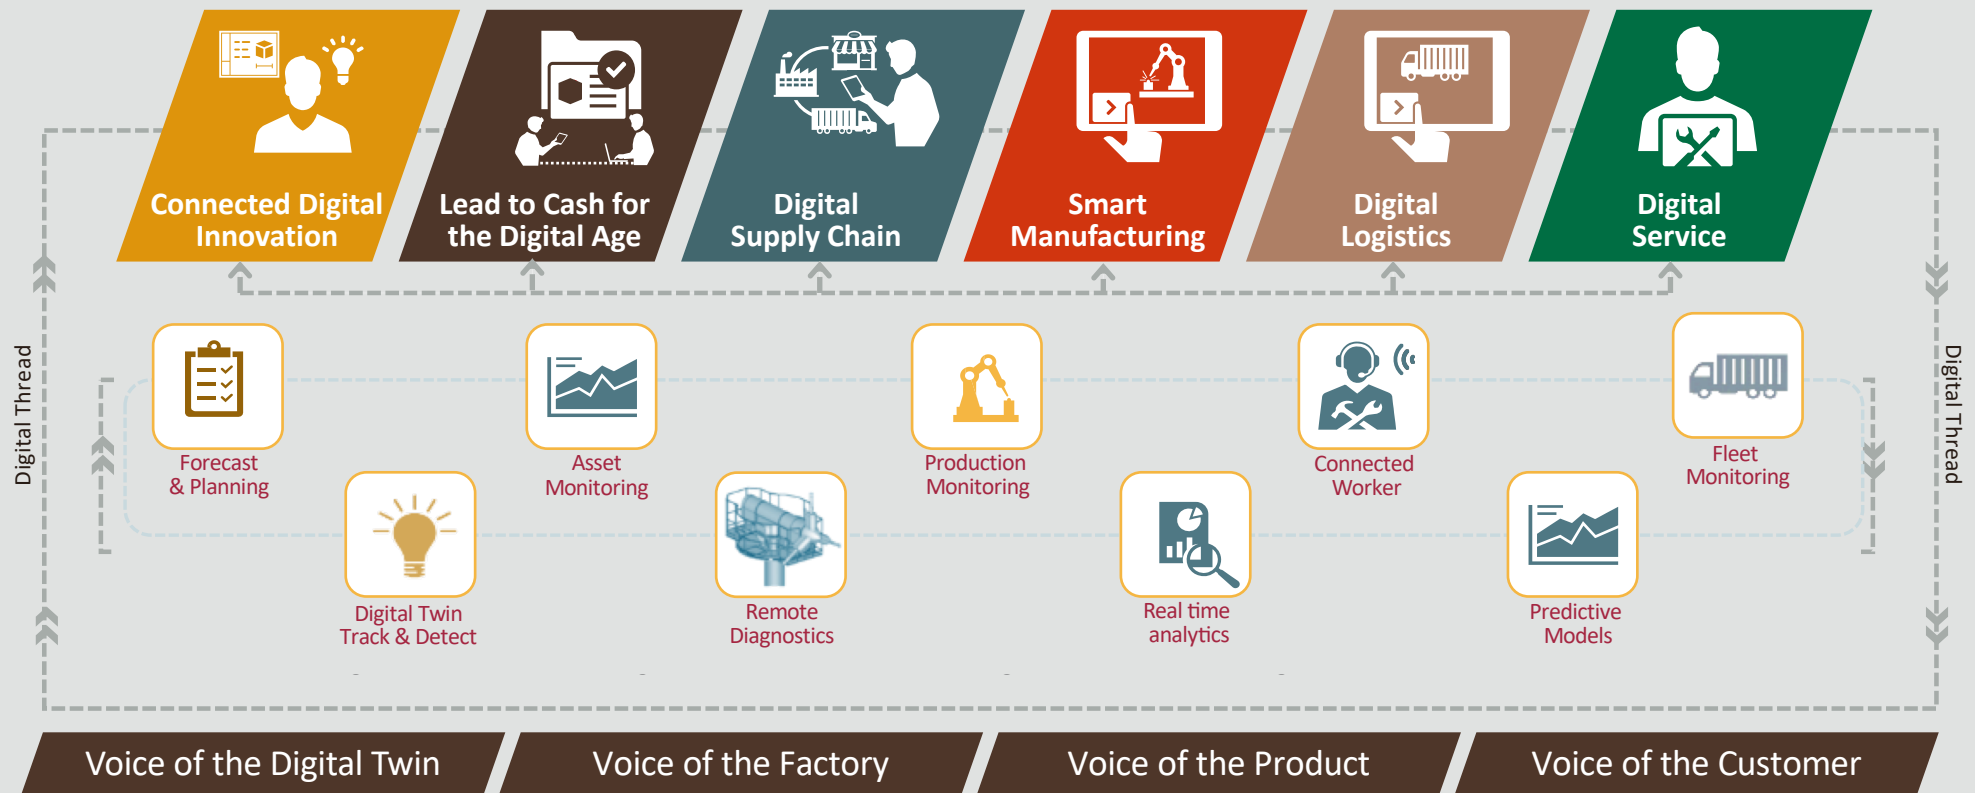 Connected Digital
Innovation
Lead to Cash for
the Digital Age
Digital
Supply Chain
Smart
Manufacturing
Digital
Logistics
Digital
Service
Digital Thread
Digital Thread
Forecast
& Planning
Asset
Monitoring
Production
Monitoring
Connected
Worker
Fleet
Monitoring
Digital Twin
Track & Detect
Remote
Diagnostics
Real time
analytics
Predictive
Models
Voice of the Digital Twin
Voice of the Factory
Voice of the Product
Voice of the Customer